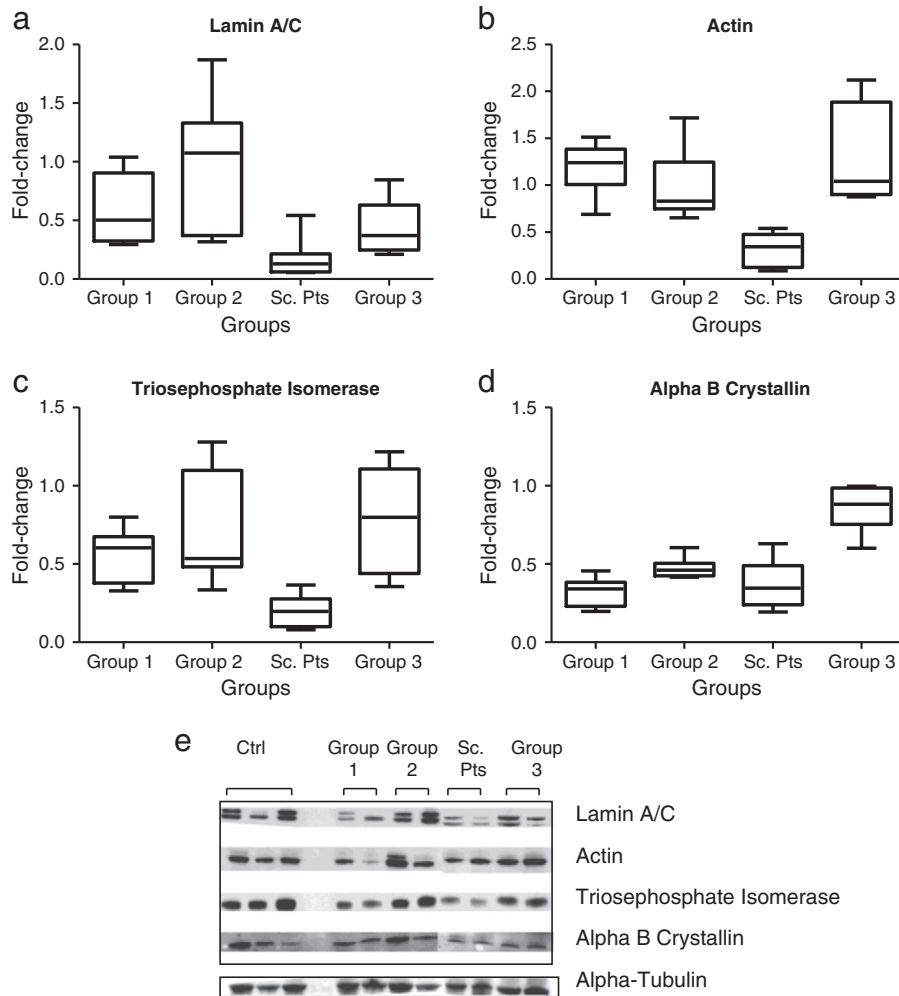 a
Lamin A/C
2.0
1.5
1.0
0.5
0.0
Fold-change
Group 1 Group 2 Sc. Pts Group 3
Groups
b
Actin
2.5
2.0
1.5
1.0
0.5
0.0
Fold-change
Group 1 Group 2 Sc. Pts Group 3
Groups
c
Triosephosphate Isomerase
1.5
1.0
0.5
0.0
Fold-change
Group 1 Group 2 Sc. Pts Group 3
Groups
d
Alpha B Crystallin
1.5
1.0
0.5
0.0
Fold-change
Group 1 Group 2 Sc. Pts Group 3
Groups
e
Ctrl Group Group Sc. Group
1 2 Pts 3
Lamin A/C
Actin
Triosephosphate Isomerase
Alpha B Crystallin
Alpha-Tubulin